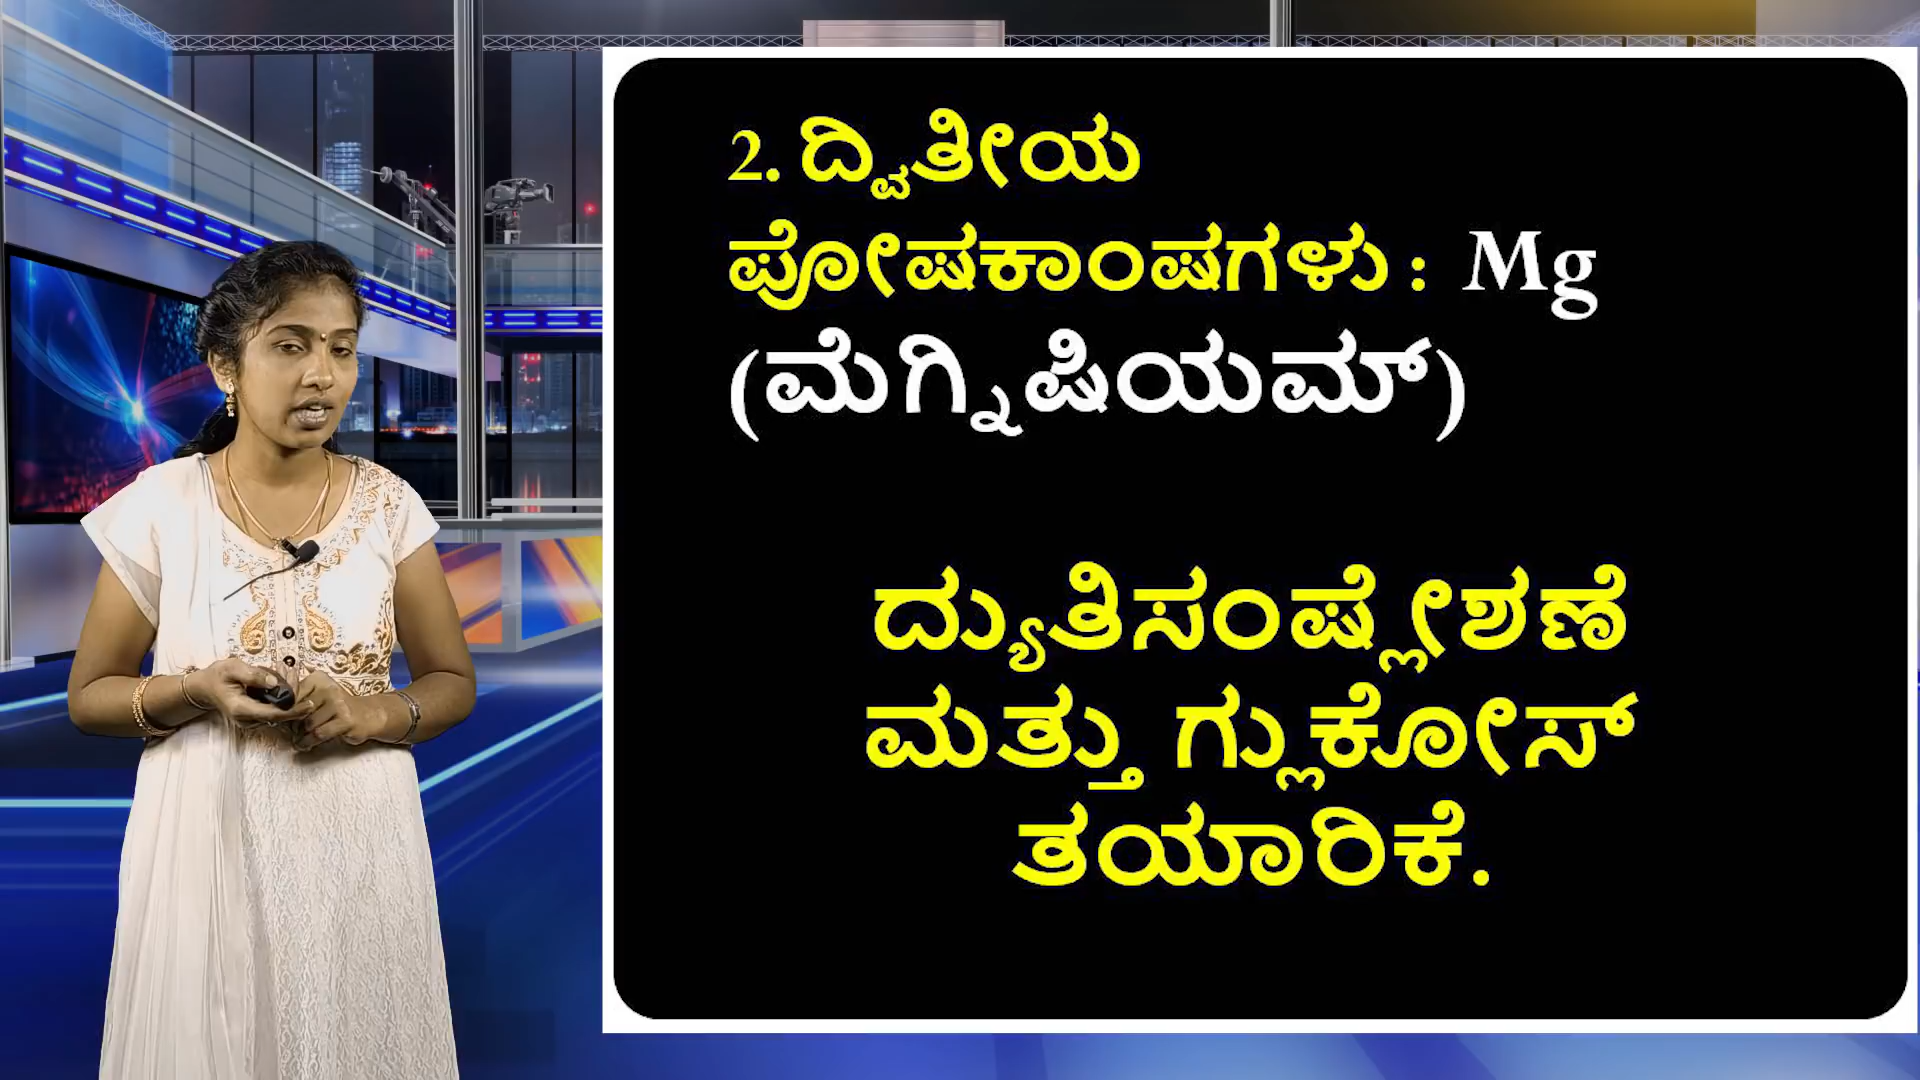 2. ದ್ವಿತೀಯ
ಪೋಷಕಾಂಷಗಳು : Mg
(ಮೆಗ್ನಿಷಿಯಮ್)
ದ್ಯುತಿಸಂಷ್ಲೇಶಣೆ
ಮತ್ತು ಗ್ಲುಕೋಸ್
ತಯಾರಿಕೆ.